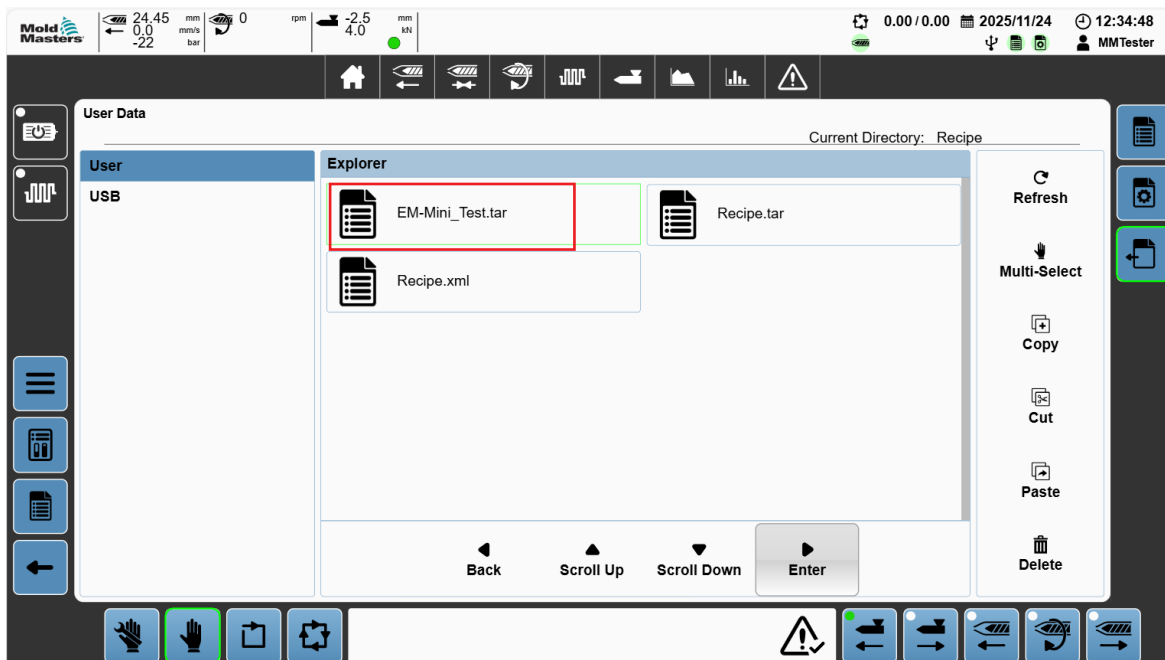 Mold
Masters
24.45 mm
0.0 mm/s
-22 bar
0 rpm
-2.5 mm
4.0 kN
0.00 / 0.00
2025/11/24
12:34:48
MMTester
User Data
Current Directory: Recipe
User
USB
Explorer
EM-Mini_Test.tar
Recipe.tar
Recipe.xml
Back
Scroll Up
Scroll Down
Enter
Refresh
Multi-Select
Copy
Cut
Paste
Delete